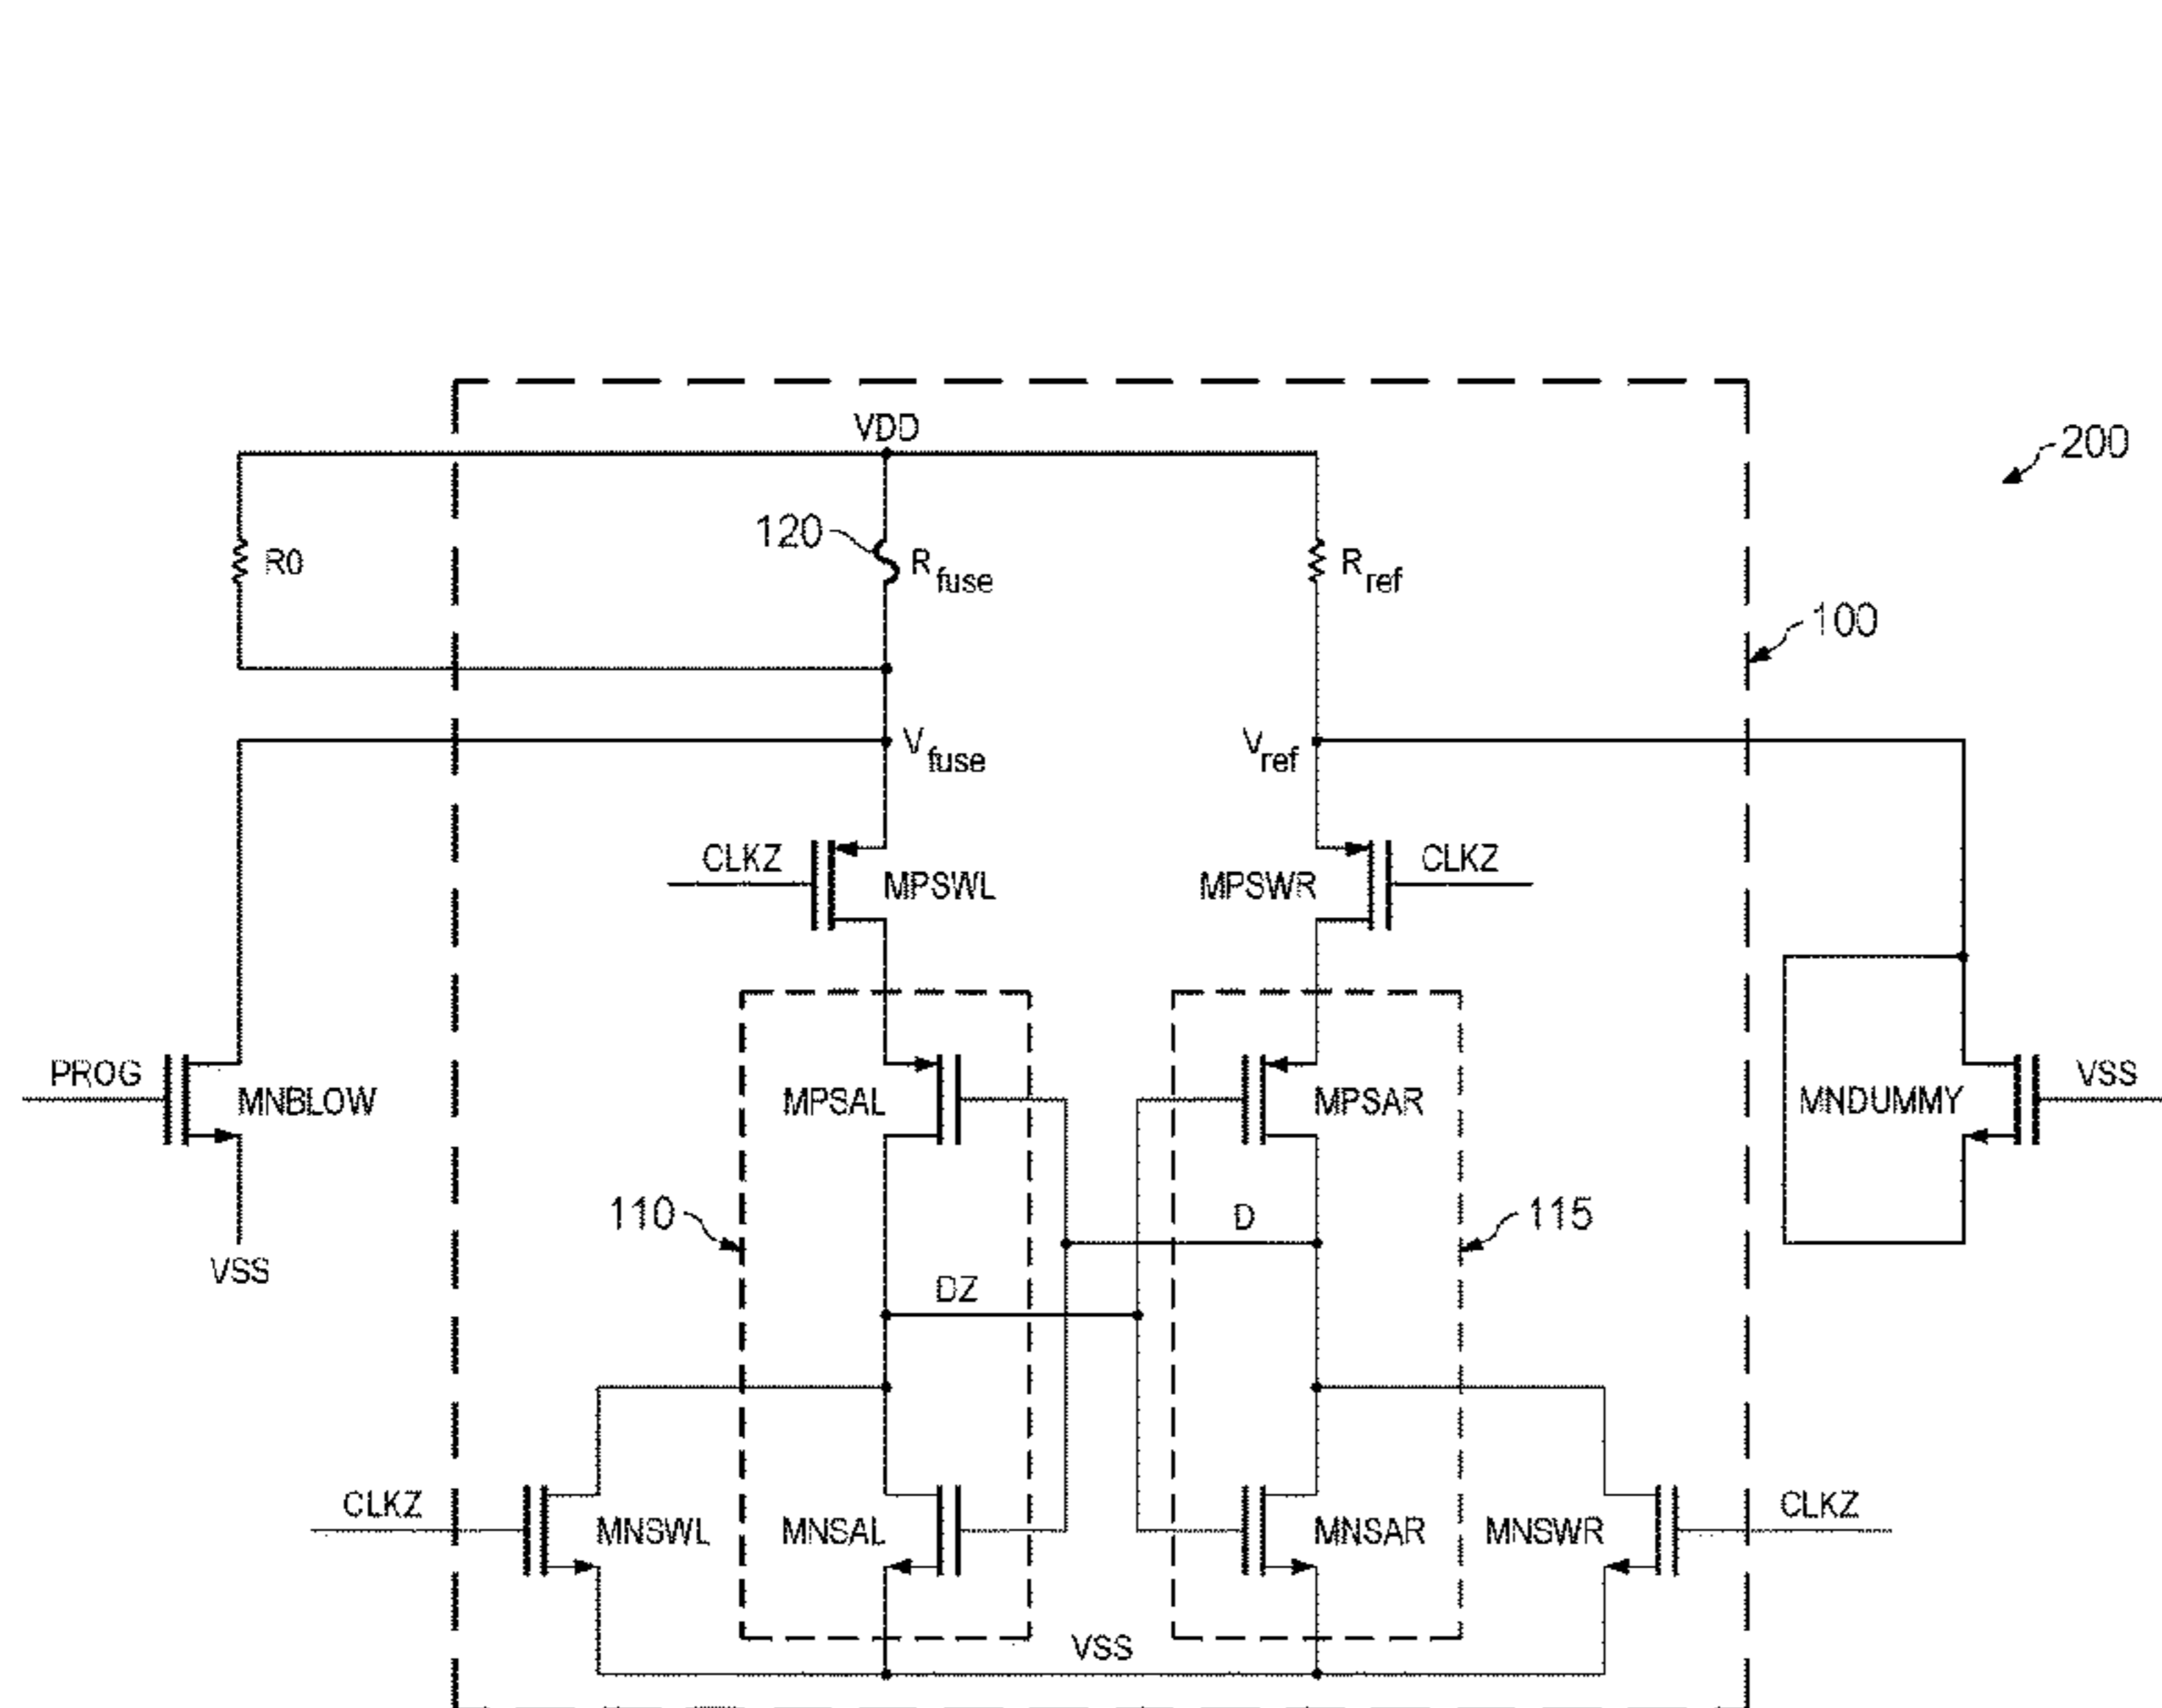 VDD
200
120
R0
Rfuse
Rref
100
Vfuse
Vref
CLKZ
MPSWL
MPSWR
CLKZ
PROG
MNBLOW
MPSAL
MPSAR
MNDUMMY
VSS
110
D
115
VSS
DZ
CLKZ
MNSWL
MNSAL
MNSAR
MNSWR
CLKZ
VSS